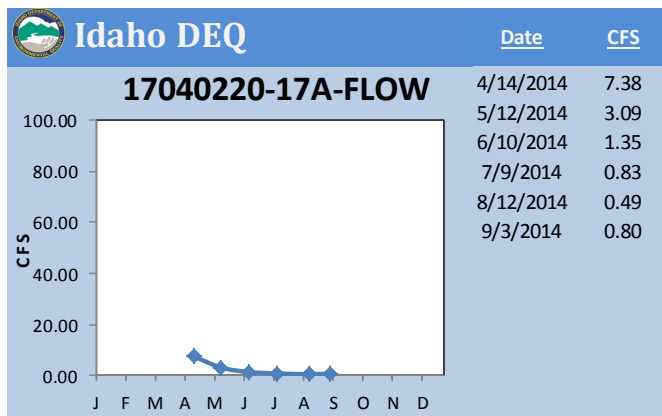 Idaho DEQ
17040220-17A-FLOW
100.00
80.00
60.00
40.00
20.00
0.00
CFS
J F M A M J J A S O N D
Date CFS
4/14/2014 7.38
5/12/2014 3.09
6/10/2014 1.35
7/9/2014 0.83
8/12/2014 0.49
9/3/2014 0.80